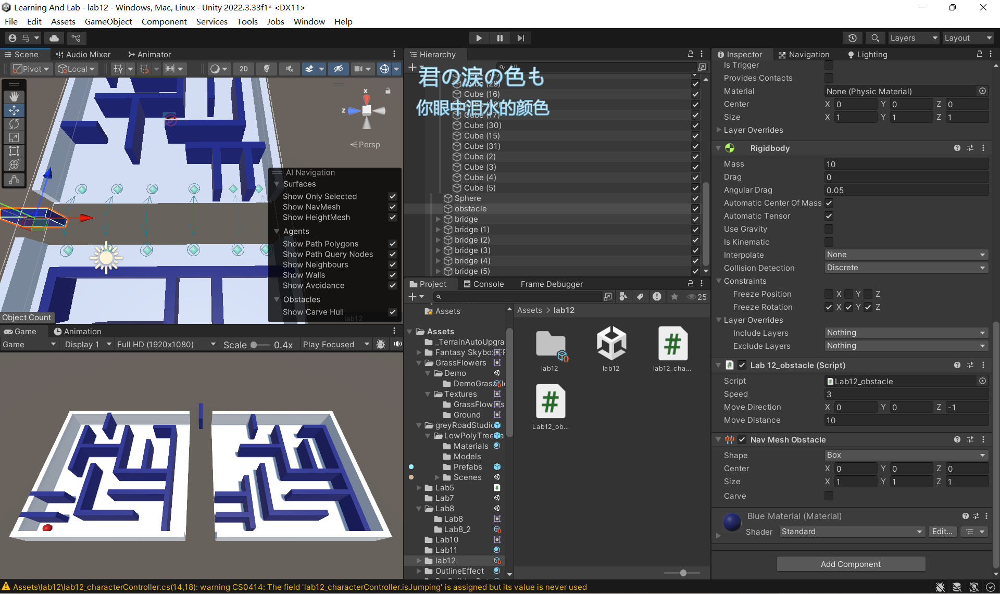 Learning And Lab - lab12 - Windows, Mac, Linux - Unity 2022.3.33f1* <DX11>
File Edit Assets GameObject Component Services Tools Jobs Window Help
马
Layers
Layout
Scene
Audio Mixer
Animator
Pivot
Local
2D
x
z
Persp
AI Navigation
Surfaces
Show Only Selected
Show NavMesh
Show HeightMesh
Agents
Show Path Polygons
Show Path Query Nodes
Show Neighbours
Show Walls
Show Avoidance
Obstacles
Show Carve Hull
lab12
Object Count
Game
Animation
Game
Display 1
Full HD (1920x1080)
Scale
0.4x
Play Focused
Hierarchy
君の涙の色も
你眼中泪水的颜色
Cube (28)
Cube (16)
Cube (17)
Cube (30)
Cube (15)
Cube (31)
Cube (2)
Cube (3)
Cube (4)
Cube (5)
Sphere
obstacle
bridge
bridge (1)
bridge (2)
bridge (3)
bridge (4)
bridge (5)
Project
Console
Frame Debugger
25
Assets
Assets
_TerrainAutoUpgra
Fantasy Skybox F
GrassFlowers
Demo
Textures
Ground
greyRoadStudio
Materials
Models
Prefabs
Scenes
Lab5
Lab7
Lab8
Lab8
Lab8_2
Lab10
Lab11
lab12
OutlineEffect
Assets > lab12
lab12
lab12
lab12_cha...
Lab12_ob...
Inspector
Navigation
Lighting
Is Trigger
Provides Contacts
Material None (Physic Material)
Center X 0 Y 0 Z 0
Size X 1 Y 1 Z 1
Layer Overrides
Rigidbody
Mass 10
Drag 0
Angular Drag 0.05
Automatic Center Of Mass
Automatic Tensor
Use Gravity
Is Kinematic
Interpolate None
Collision Detection Discrete
Constraints
Freeze Position X Y Z
Freeze Rotation X Y Z
Layer Overrides
Include Layers Nothing
Exclude Layers Nothing
Lab 12_obstacle (Script)
Script Lab12_obstacle
Speed 3
Move Direction X 0 Y 0 Z -1
Move Distance 10
Nav Mesh Obstacle
Shape Box
Center X 0 Y 0 Z 0
Size X 1 Y 1 Z 1
Carve
Blue Material (Material)
Shader Standard Edit...
Add Component
Assets\lab12\lab12_characterController.cs(14,18): warning CS0414: The field 'lab12_characterController.isJumping' is assigned but its value is never used